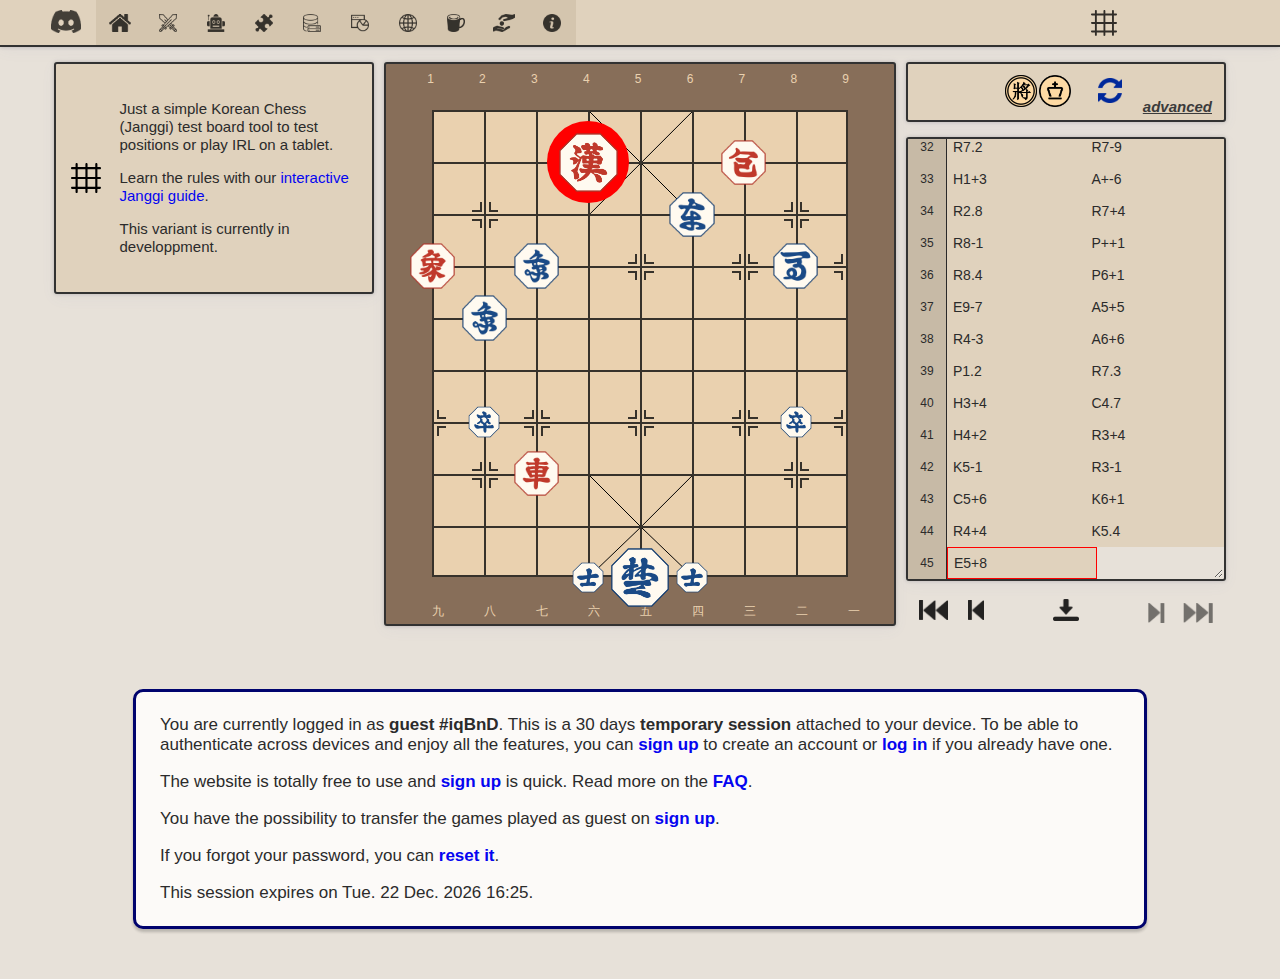 將
advanced
1 2 3 4 5 6 7 8 9
Just a simple Korean Chess
(Janggi) test board tool to test
positions or play IRL on a tablet.
Learn the rules with our interactive
Janggi guide.
This variant is currently in
developpment.
漢
包
象
卒 卒
車
士 楚 士
九 八 七 六 五 四 三 二 一
32 R7.2 R7-9
33 H1+3 A+-6
34 R2.8 R7+4
35 R8-1 P++1
36 R8.4 P6+1
37 E9-7 A5+5
38 R4-3 A6+6
39 P1.2 R7.3
40 H3+4 C4.7
41 H4+2 R3+4
42 K5-1 R3-1
43 C5+6 K6+1
44 R4+4 K5.4
45 E5+8
You are currently logged in as guest #iqBnD. This is a 30 days temporary session attached to your device. To be able to
authenticate across devices and enjoy all the features, you can sign up to create an account or log in if you already have one.
The website is totally free to use and sign up is quick. Read more on the FAQ.
You have the possibility to transfer the games played as guest on sign up.
If you forgot your password, you can reset it.
This session expires on Tue. 22 Dec. 2026 16:25.